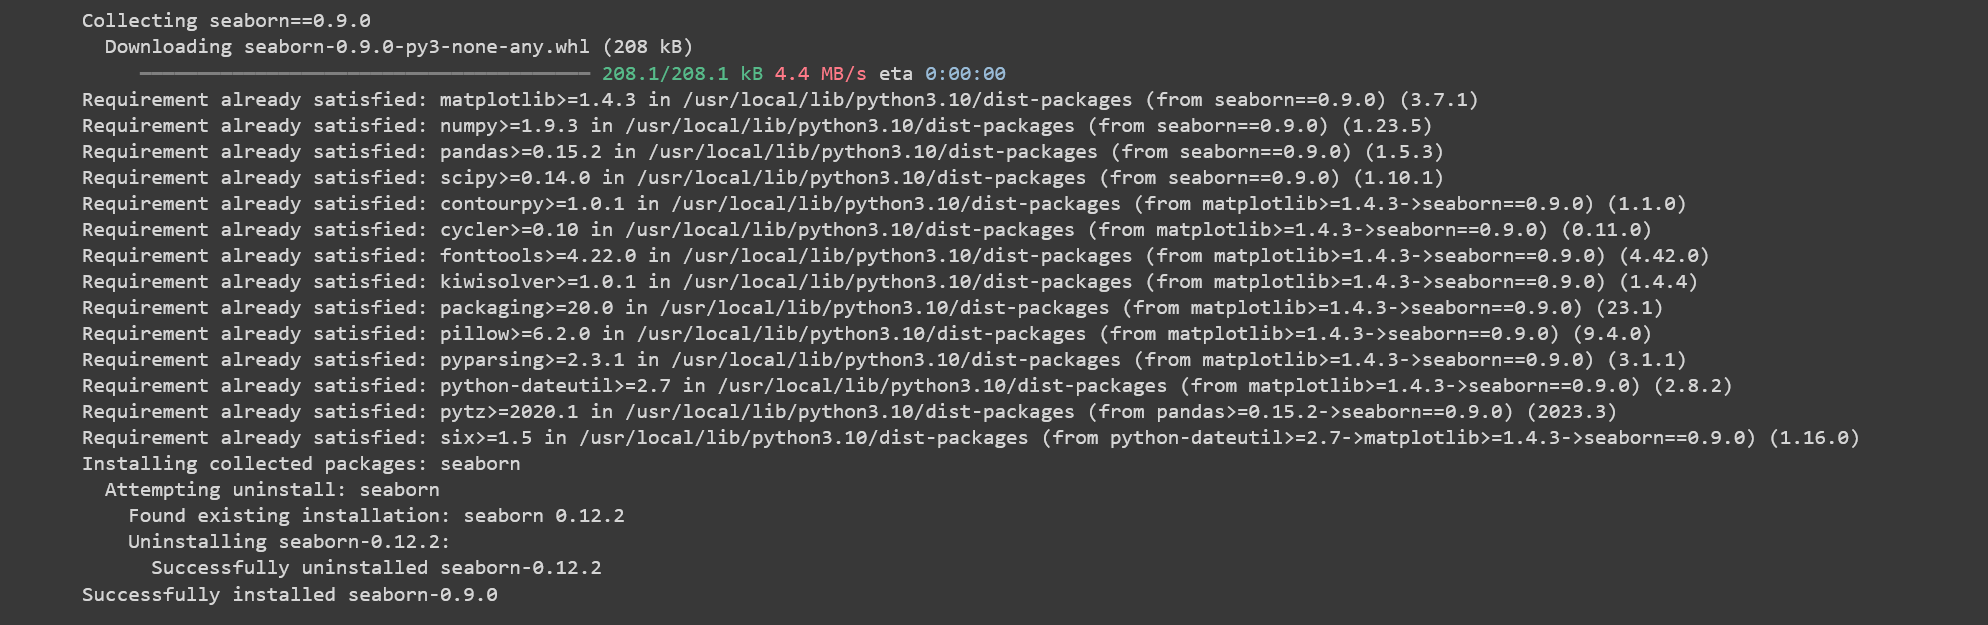 Collecting seaborn==0.9.0
Downloading seaborn-0.9.0-py3-none-any.whl (208 kB)
208.1/208.1 kB 4.4 MB/s eta 0:00:00
Requirement already satisfied: matplotlib>=1.4.3 in /usr/local/lib/python3.10/dist-packages (from seaborn==0.9.0) (3.7.1)
Requirement already satisfied: numpy>=1.9.3 in /usr/local/lib/python3.10/dist-packages (from seaborn==0.9.0) (1.23.5)
Requirement already satisfied: pandas>=0.15.2 in /usr/local/lib/python3.10/dist-packages (from seaborn==0.9.0) (1.5.3)
Requirement already satisfied: scipy>=0.14.0 in /usr/local/lib/python3.10/dist-packages (from seaborn==0.9.0) (1.10.1)
Requirement already satisfied: contourpy>=1.0.1 in /usr/local/lib/python3.10/dist-packages (from matplotlib>=1.4.3->seaborn==0.9.0) (1.1.0)
Requirement already satisfied: cycler>=0.10 in /usr/local/lib/python3.10/dist-packages (from matplotlib>=1.4.3->seaborn==0.9.0) (0.11.0)
Requirement already satisfied: fonttools>=4.22.0 in /usr/local/lib/python3.10/dist-packages (from matplotlib>=1.4.3->seaborn==0.9.0) (4.42.0)
Requirement already satisfied: kiwisolver>=1.0.1 in /usr/local/lib/python3.10/dist-packages (from matplotlib>=1.4.3->seaborn==0.9.0) (1.4.4)
Requirement already satisfied: packaging>=20.0 in /usr/local/lib/python3.10/dist-packages (from matplotlib>=1.4.3->seaborn==0.9.0) (23.1)
Requirement already satisfied: pillow>=6.2.0 in /usr/local/lib/python3.10/dist-packages (from matplotlib>=1.4.3->seaborn==0.9.0) (9.4.0)
Requirement already satisfied: pyparsing>=2.3.1 in /usr/local/lib/python3.10/dist-packages (from matplotlib>=1.4.3->seaborn==0.9.0) (3.1.1)
Requirement already satisfied: python-dateutil>=2.7 in /usr/local/lib/python3.10/dist-packages (from matplotlib>=1.4.3->seaborn==0.9.0) (2.8.2)
Requirement already satisfied: pytz>=2020.1 in /usr/local/lib/python3.10/dist-packages (from pandas>=0.15.2->seaborn==0.9.0) (2023.3)
Requirement already satisfied: six>=1.5 in /usr/local/lib/python3.10/dist-packages (from python-dateutil>=2.7->matplotlib>=1.4.3->seaborn==0.9.0) (1.16.0)
Installing collected packages: seaborn
Attempting uninstall: seaborn
Found existing installation: seaborn 0.12.2
Uninstalling seaborn-0.12.2:
Successfully uninstalled seaborn-0.12.2
Successfully installed seaborn-0.9.0